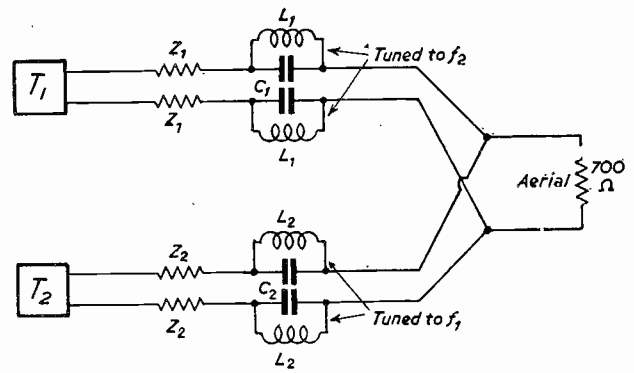 L1
Z1
Tuned to f2
T1
C1
Z1
L1
Aerial
700
Ω
L2
Z2
T2
C2
Tuned to f1
Z2
L2